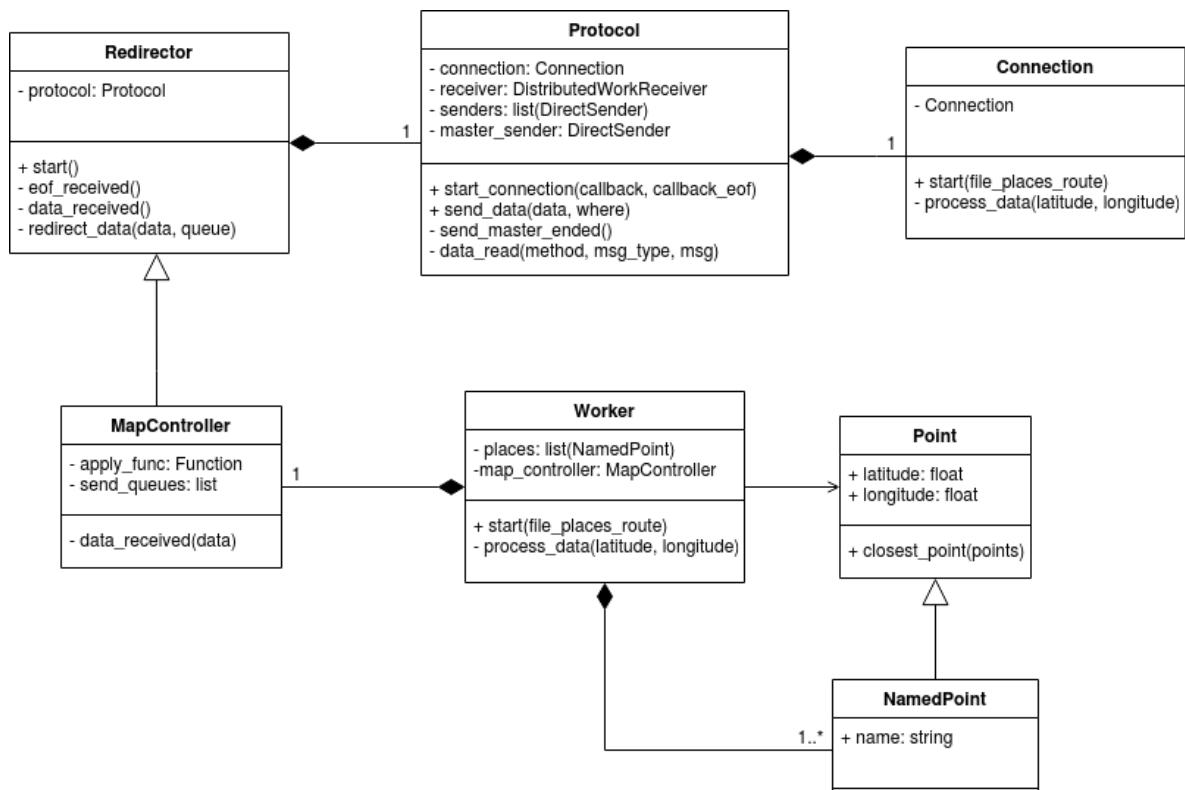 Redirector
- protocol: Protocol
+ start()
- eof_received()
- data_received()
- redirect_data(data, queue)
1
Protocol
- connection: Connection
- receiver: DistributedWorkReceiver
- senders: list(DirectSender)
- master_sender: DirectSender
+ start_connection(callback, callback_eof)
+ send_data(data, where)
- send_master_ended()
- data_read(method, msg_type, msg)
1
Connection
- Connection
+ start(file_places_route)
- process_data(latitude, longitude)
MapController
- apply_func: Function
- send_queues: list
- data_received(data)
1
Worker
- places: list(NamedPoint)
-map_controller: MapController
+ start(file_places_route)
- process_data(latitude, longitude)
Point
+ latitude: float
+ longitude: float
+ closest_point(points)
1..*
NamedPoint
+ name: string